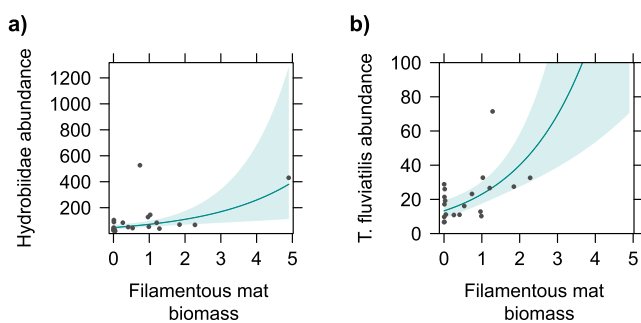 a)
Hydrobiidae abundance
1200
1000
800
600
400
200
0 1 2 3 4 5
Filamentous mat
biomass
b)
T. fluviatilis abundance
100
80
60
40
20
0
0 1 2 3 4 5
Filamentous mat
biomass